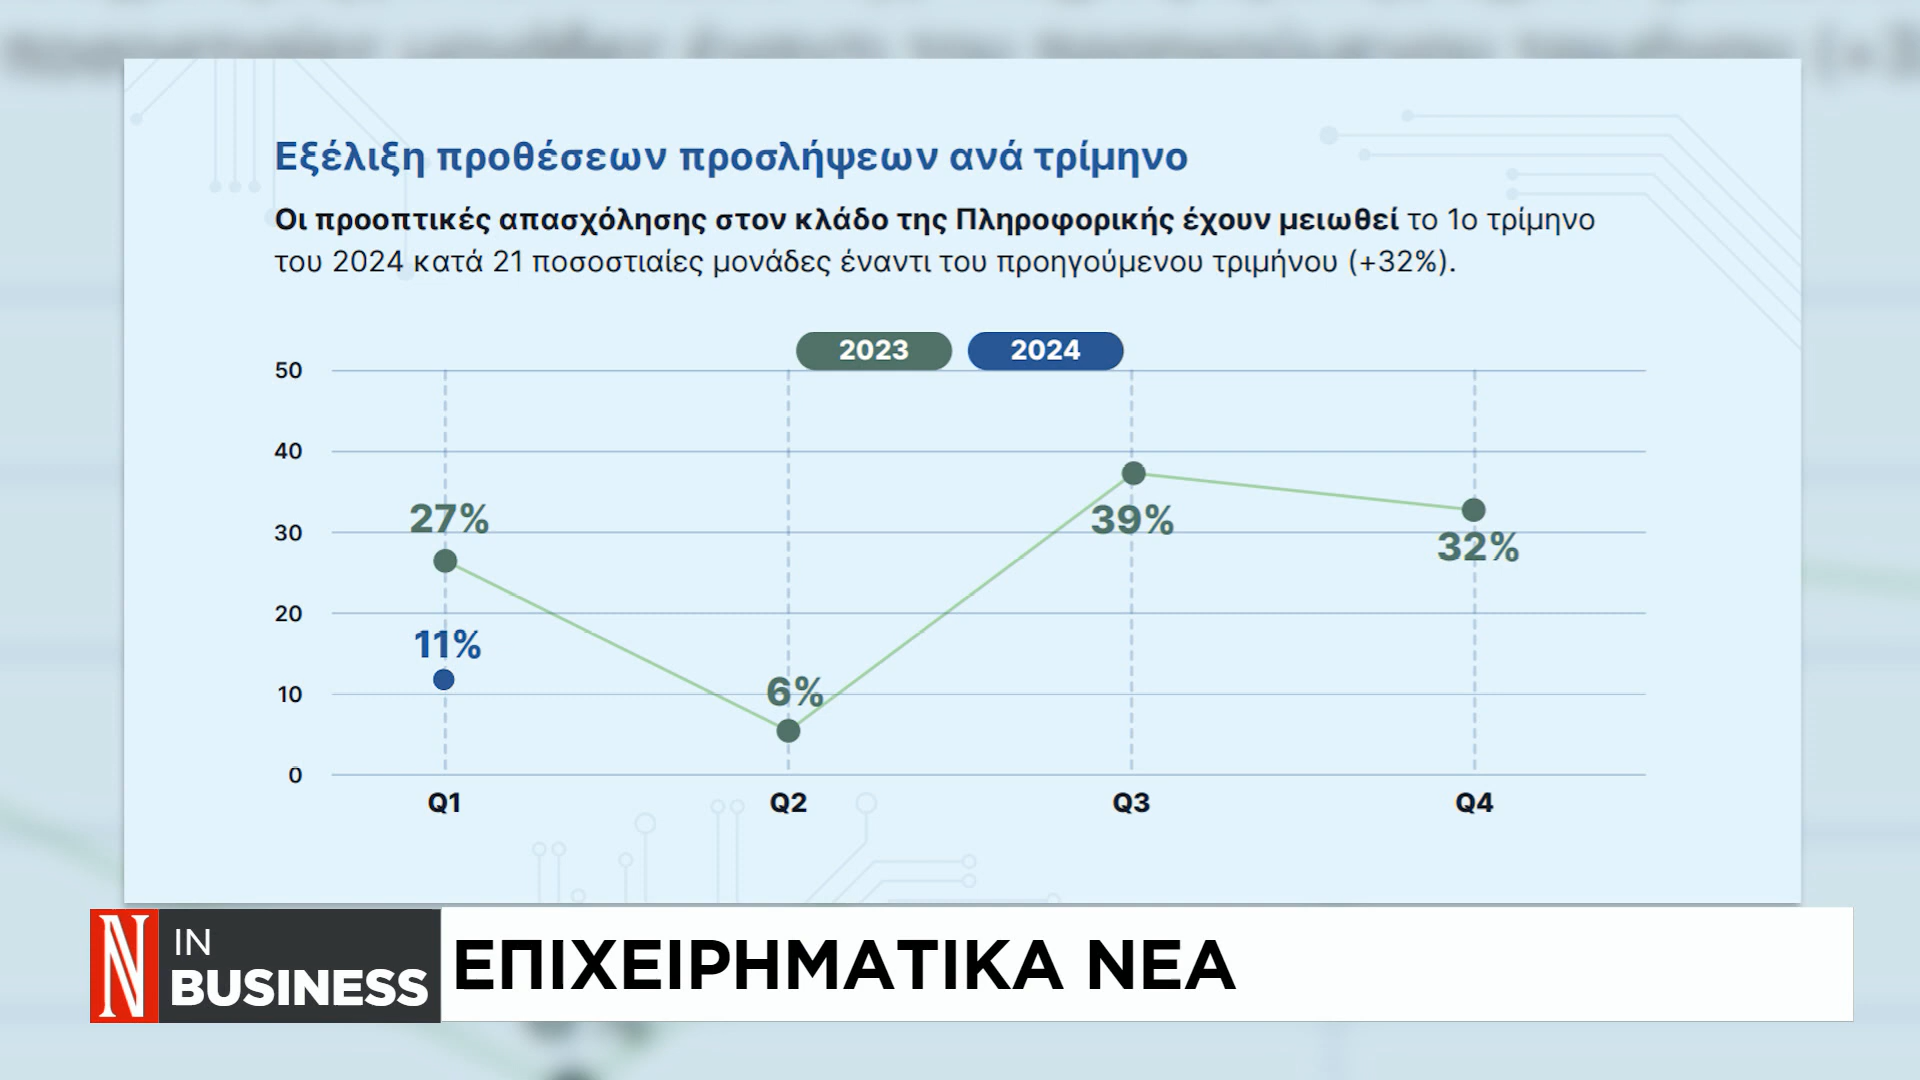 Εξέλιξη προθέσεων προσλήψεων ανά τρίμηνο
Οι προοπτικές απασχόλησης στον κλάδο της Πληροφορικής έχουν μειωθεί το 1ο τρίμηνο
του 2024 κατά 21 ποσοστιαίες μονάδες έναντι του προηγούμενου τριμήνου (+32%).
2023 2024
50
40
30
20
10
0
27%
11%
6%
39%
32%
Q1 Q2 Q3 Q4
N IN BUSINESS
ΕΠΙΧΕΙΡΗΜΑΤΙΚΑ ΝΕΑ